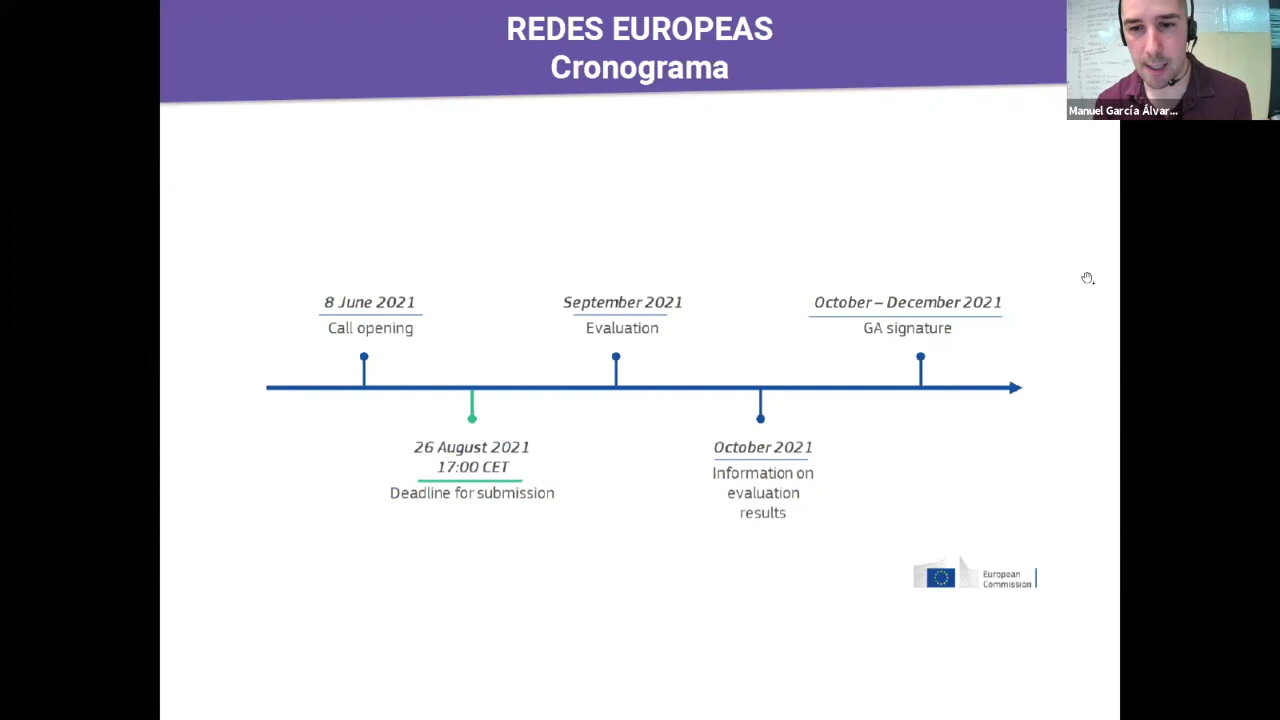 REDES EUROPEAS
Cronograma
Manuel García Álvar...
8 June 2021
Call opening
September 2021
Evaluation
October – December 2021
GA signature
26 August 2021
17:00 CET
Deadline for submission
October 2021
Information on
evaluation
results
European
Commission